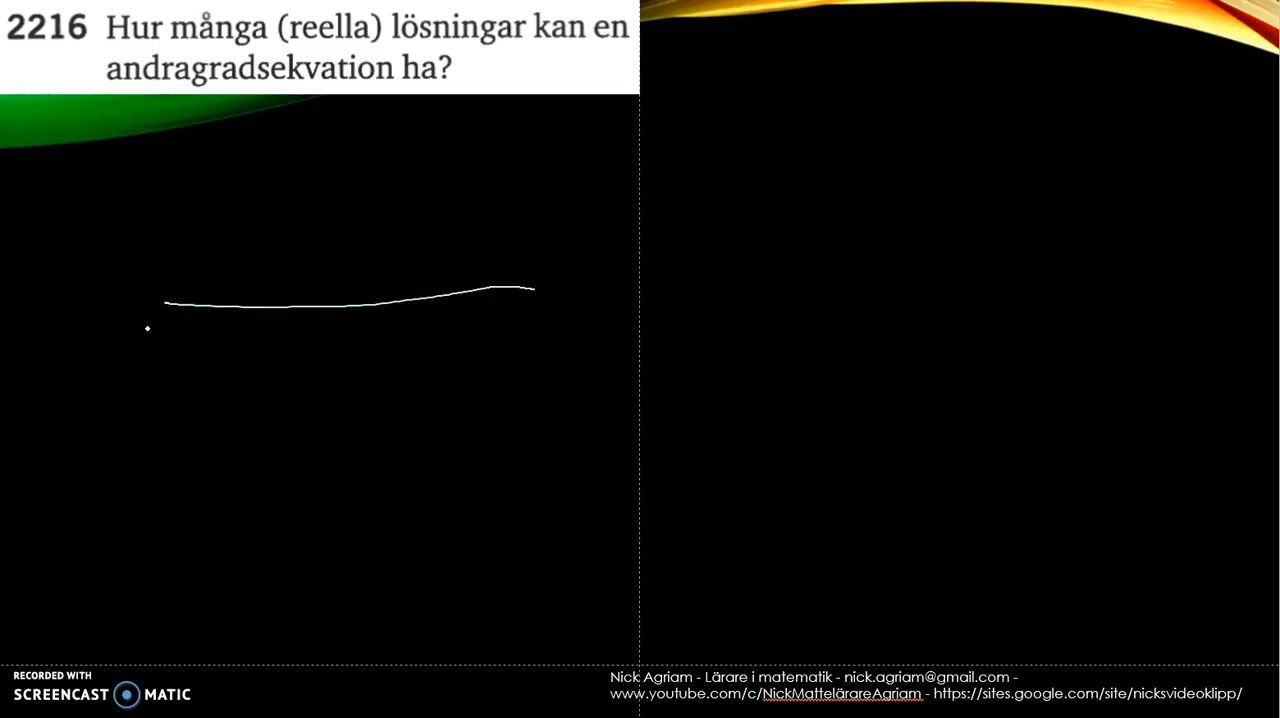 2216 Hur många (reella) lösningar kan en
andragradsekvation ha?
RECORDED WITH
SCREENCAST MATIC
Nick Agriam - Lärare i matematik - nick.agriam@gmail.com -
www.youtube.com/c/NickMattelärareAgriam - https://sites.google.com/site/nicksvideoklipp/